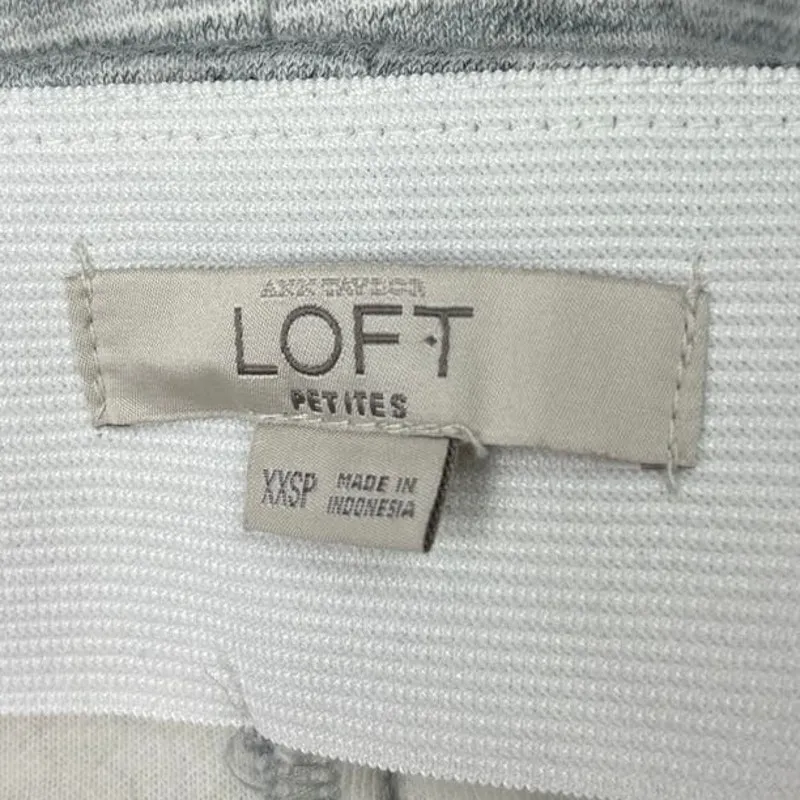 ANN TAYLOR
LOFT
PETITES
XXSP
MADE IN
INDONESIA